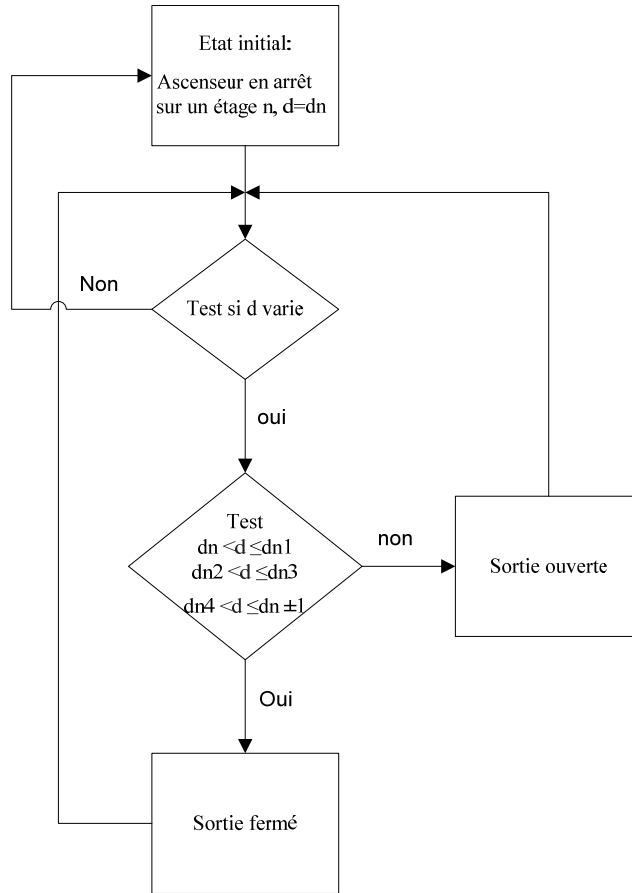 Etat initial:
Ascenseur en arrêt
sur un étage n, d=dn
Non
Test si d varie
oui
Test
dn <d ≤dn1
dn2 <d ≤dn3
dn4 <d ≤dn ±1
non
Sortie ouverte
Oui
Sortie fermé